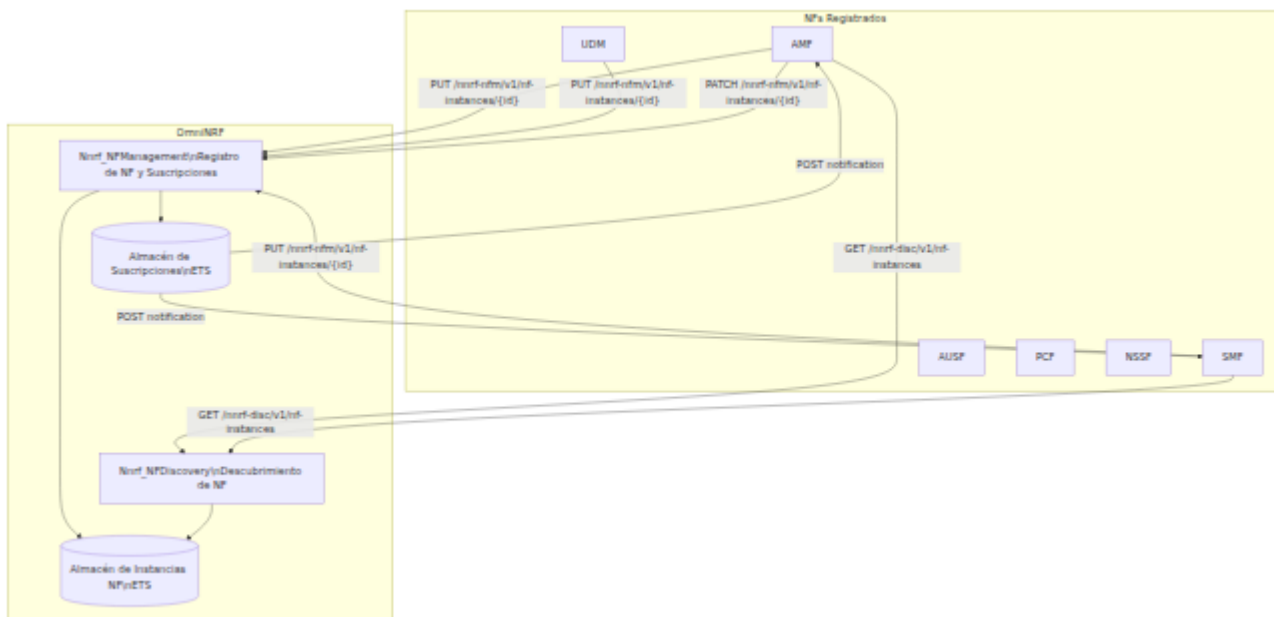 NFs Registrados
UDM
AMF
PUT /nnrf-nfm/v1/nf-
instances/{id}
PUT /nnrf-nfm/v1/nf-
instances/{id}
PATCH /nnrf-nfm/v1/nf-
instances/{id}
OmniNRF
Nnrf_NFManagement\nRegistro
de NF y Suscripciones
POST notification
Almacén de
Suscripciones\nETS
PUT /nnrf-nfm/v1/nf-
instances/{id}
GET /nnrf-disc/v1/nf-
instances
POST notification
AUSF
PCF
NSSF
SMF
GET /nnrf-disc/v1/nf-
instances
Nnrf_NFDiscovery\nDescubrimiento
de NF
Almacén de Instancias
NF\nETS